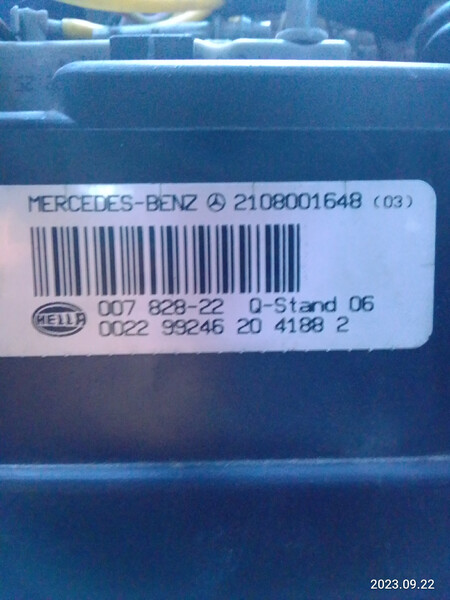 MERCEDES-BENZ 2108001648 (03)
HELLA
007 828-22 Q-Stand 06
0022 99246 20 4188 2
2023.09.22